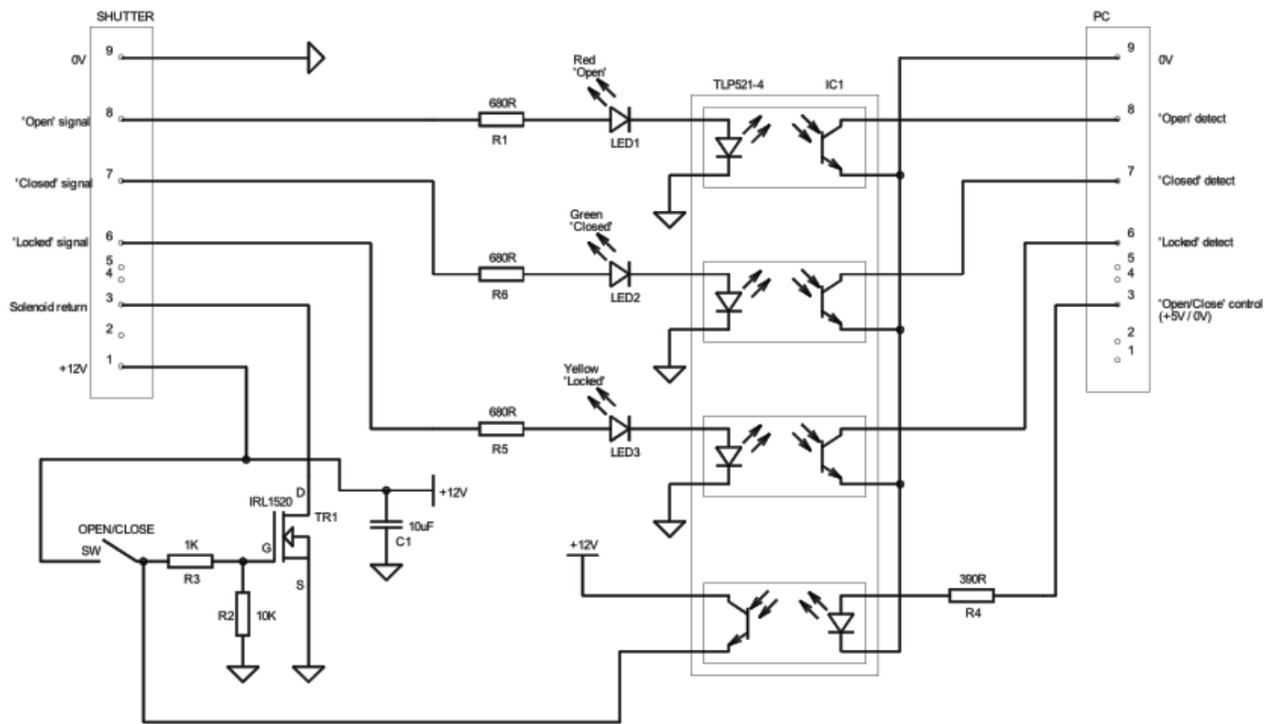 SHUTTER
PC
9
0V
9
0V
Red
'Open'
TLP521-4
IC1
680R
8
'Open' signal
R1
LED1
8
'Open' detect
7
'Closed' signal
7
'Closed' detect
Green
'Closed'
6
'Locked' signal
6
'Locked' detect
5
4
680R
R6
LED2
5
4
3
Solenoid return
3
'Open/Close' control
(+5V / 0V)
2
2
1
+12V
1
Yellow
'Locked'
680R
R5
LED3
+12V
IRL1520
D
TR1
10uF
C1
OPEN/CLOSE
SW
1K
R3
G
S
R2
10K
+12V
390R
R4